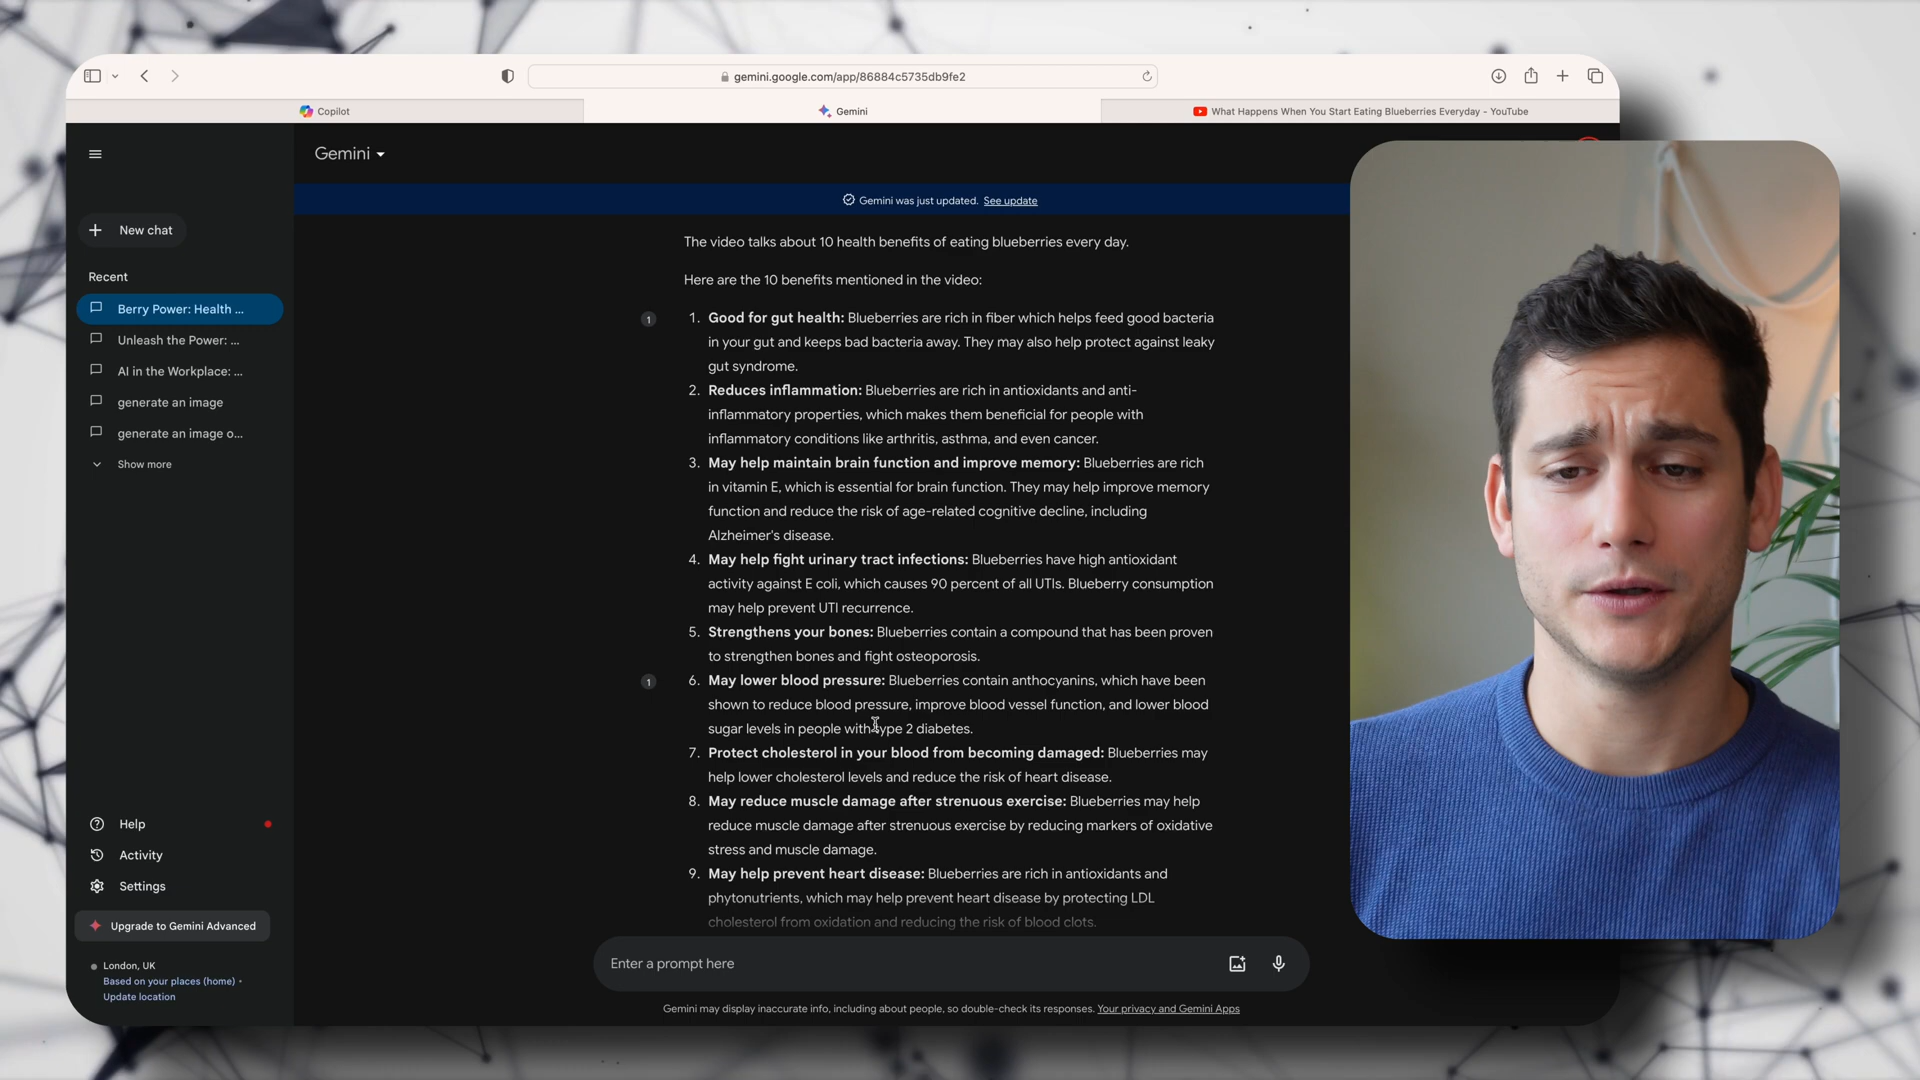 gemini.google.com/app/86884c5735db9fe2
Copilot
Gemini
What Happens When You Start Eating Blueberries Everyday - YouTube
Gemini
Gemini was just updated. See update
New chat
Recent
Berry Power: Health ...
Unleash the Power: ...
AI in the Workplace: ...
generate an image
generate an image o...
Show more
Help
Activity
Settings
Upgrade to Gemini Advanced
London, UK
Based on your places (home) •
Update location
The video talks about 10 health benefits of eating blueberries every day.
Here are the 10 benefits mentioned in the video:
1 1. Good for gut health: Blueberries are rich in fiber which helps feed good bacteria
in your gut and keeps bad bacteria away. They may also help protect against leaky
gut syndrome.
2. Reduces inflammation: Blueberries are rich in antioxidants and anti-
inflammatory properties, which makes them beneficial for people with
inflammatory conditions like arthritis, asthma, and even cancer.
3. May help maintain brain function and improve memory: Blueberries are rich
in vitamin E, which is essential for brain function. They may help improve memory
function and reduce the risk of age-related cognitive decline, including
Alzheimer's disease.
4. May help fight urinary tract infections: Blueberries have high antioxidant
activity against E coli, which causes 90 percent of all UTIs. Blueberry consumption
may help prevent UTI recurrence.
5. Strengthens your bones: Blueberries contain a compound that has been proven
to strengthen bones and fight osteoporosis.
1 6. May lower blood pressure: Blueberries contain anthocyanins, which have been
shown to reduce blood pressure, improve blood vessel function, and lower blood
sugar levels in people with type 2 diabetes.
7. Protect cholesterol in your blood from becoming damaged: Blueberries may
help lower cholesterol levels and reduce the risk of heart disease.
8. May reduce muscle damage after strenuous exercise: Blueberries may help
reduce muscle damage after strenuous exercise by reducing markers of oxidative
stress and muscle damage.
9. May help prevent heart disease: Blueberries are rich in antioxidants and
phytonutrients, which may help prevent heart disease by protecting LDL
cholesterol from oxidation and reducing the risk of blood clots.
Enter a prompt here
Gemini may display inaccurate info, including about people, so double-check its responses. Your privacy and Gemini Apps